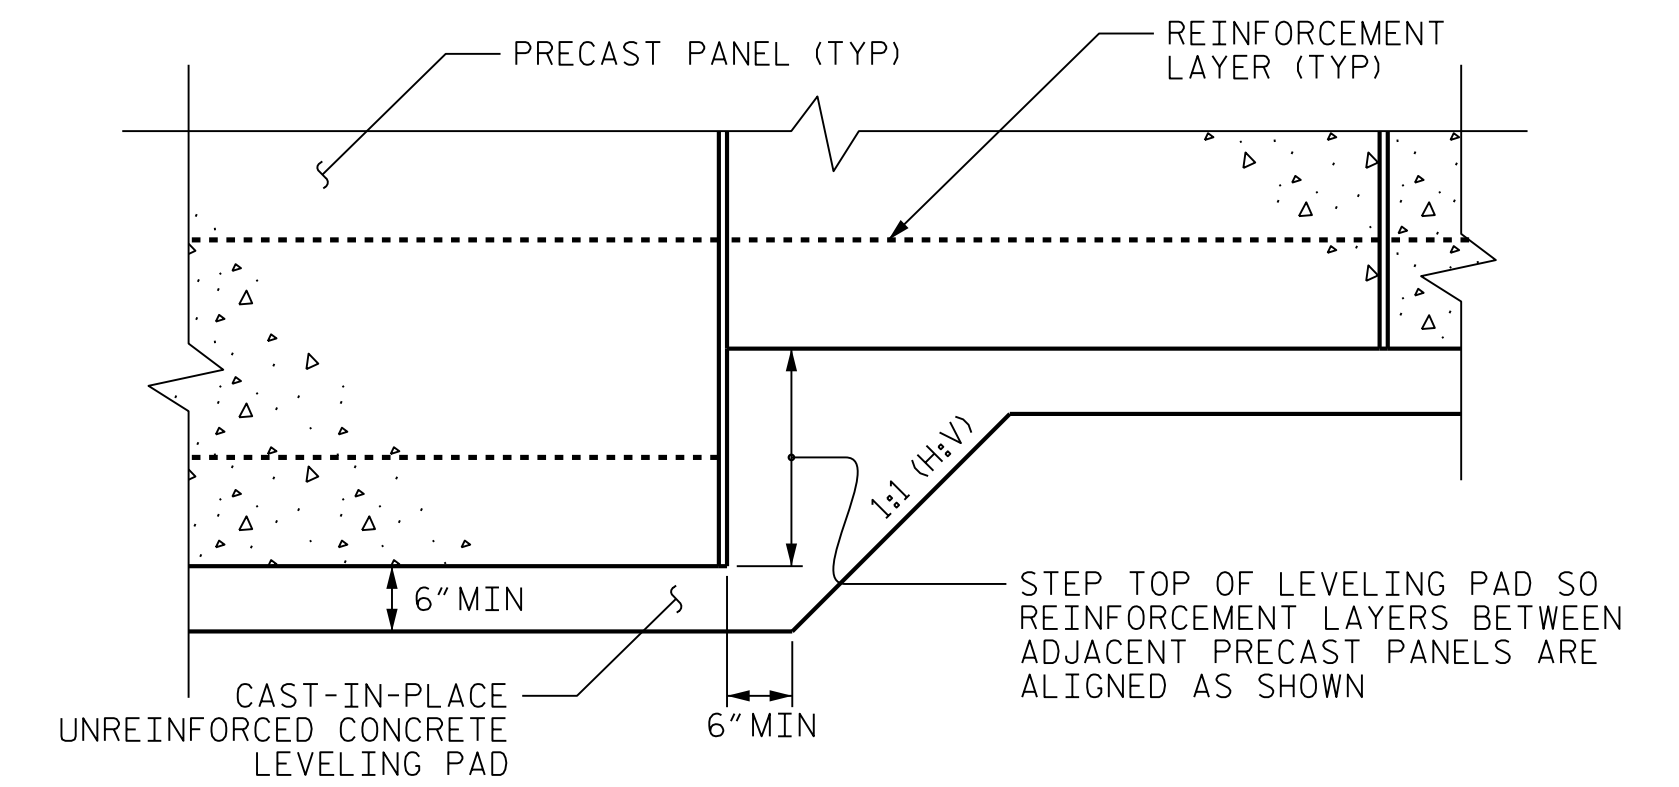 PRECAST PANEL (TYP)
REINFORCEMENT
LAYER (TYP)
1:1 (H:V)
6" MIN
STEP TOP OF LEVELING PAD SO
REINFORCEMENT LAYERS BETWEEN
ADJACENT PRECAST PANELS ARE
ALIGNED AS SHOWN
CAST-IN-PLACE
UNREINFORCED CONCRETE
LEVELING PAD
6" MIN